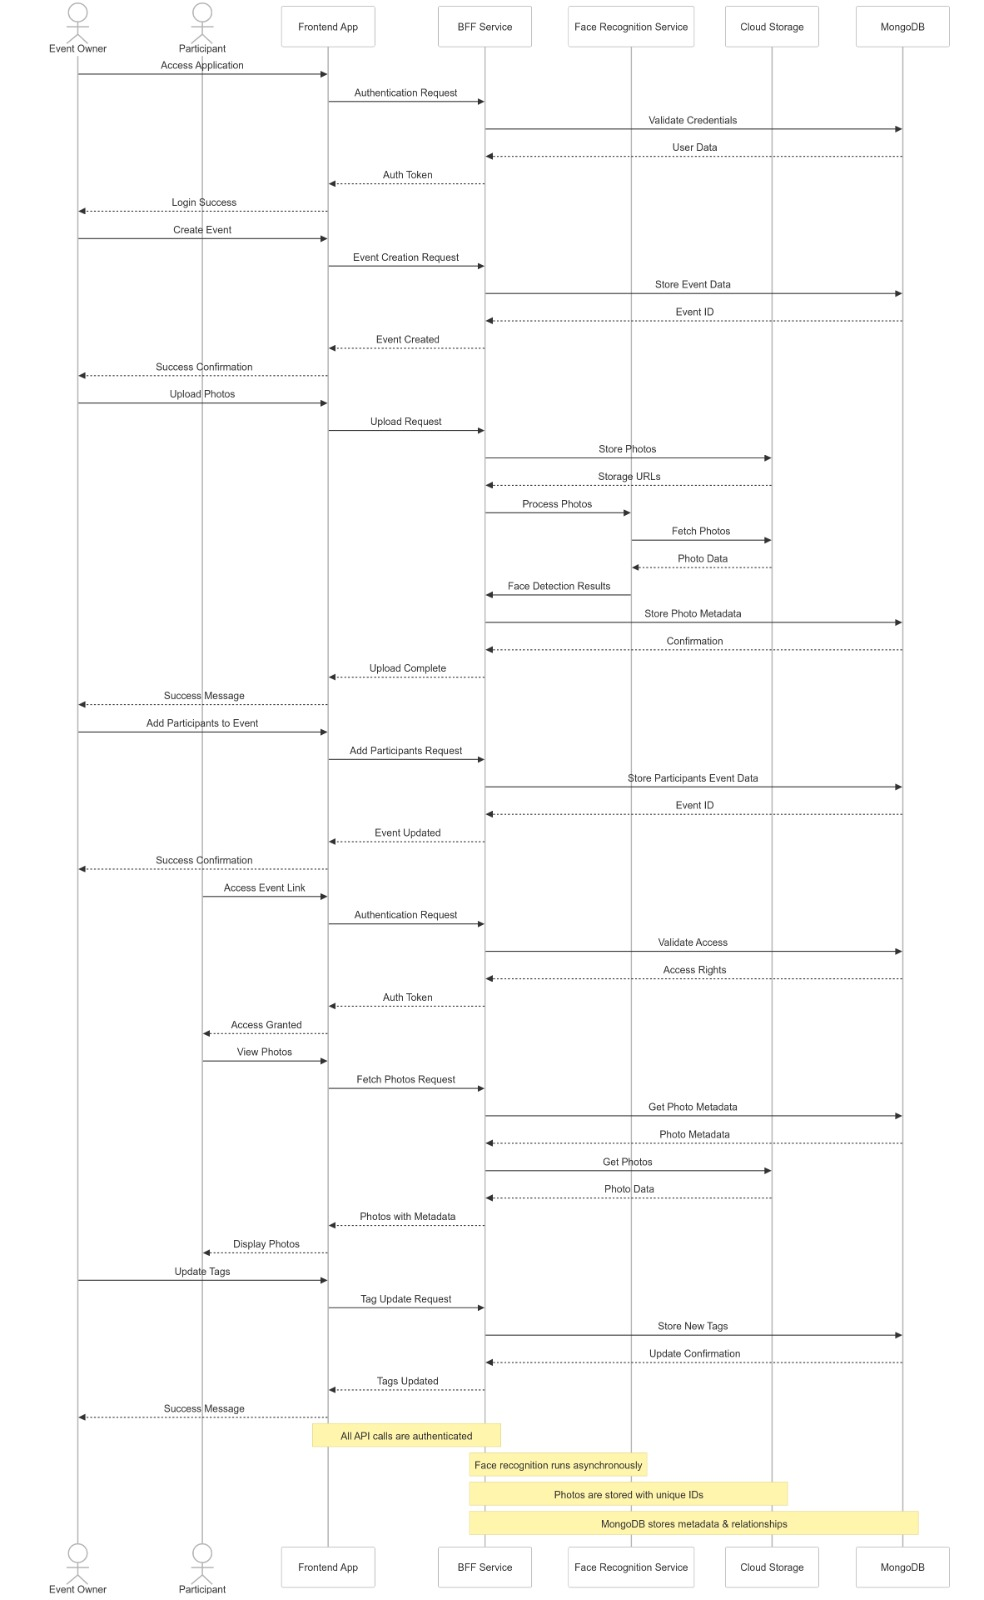 Event Owner
Participant
Frontend App
BFF Service
Face Recognition Service
Cloud Storage
MongoDB
Access Application
Authentication Request
Validate Credentials
User Data
Auth Token
Login Success
Create Event
Event Creation Request
Store Event Data
Event ID
Event Created
Success Confirmation
Upload Photos
Upload Request
Store Photos
Storage URLs
Process Photos
Fetch Photos
Photo Data
Face Detection Results
Store Photo Metadata
Confirmation
Upload Complete
Success Message
Add Participants to Event
Add Participants Request
Store Participants Event Data
Event ID
Event Updated
Success Confirmation
Access Event Link
Authentication Request
Validate Access
Access Rights
Auth Token
Access Granted
View Photos
Fetch Photos Request
Get Photo Metadata
Photo Metadata
Get Photos
Photo Data
Photos with Metadata
Display Photos
Update Tags
Tag Update Request
Store New Tags
Update Confirmation
Tags Updated
Success Message
All API calls are authenticated
Face recognition runs asynchronously
Photos are stored with unique IDs
MongoDB stores metadata & relationships
Event Owner
Participant
Frontend App
BFF Service
Face Recognition Service
Cloud Storage
MongoDB